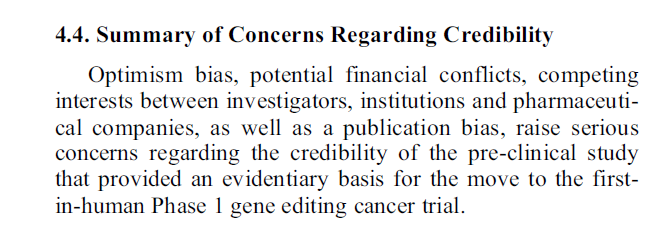 4.4. Summary of Concerns Regarding Credibility
Optimism bias, potential financial conflicts, competing
interests between investigators, institutions and pharmaceuti-
cal companies, as well as a publication bias, raise serious
concerns regarding the credibility of the pre-clinical study
that provided an evidentiary basis for the move to the first-
in-human Phase 1 gene editing cancer trial.